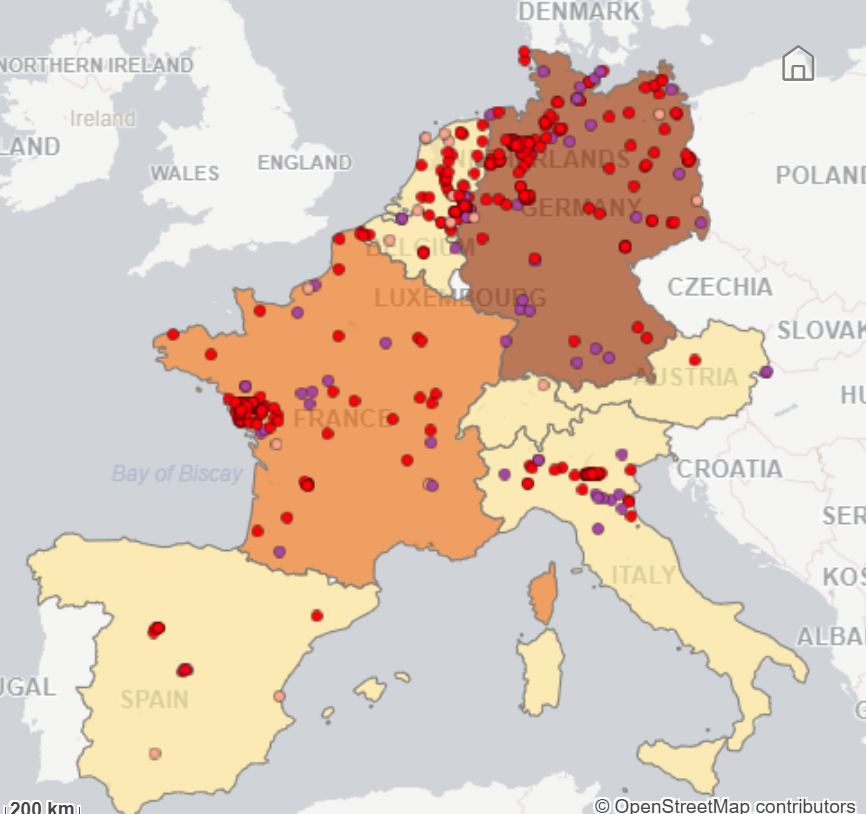 DENMARK
NORTHERN IRELAND
Ireland
LAND
WALES
ENGLAND
NETHERLANDS
POLAND
GERMANY
BELGIUM
CZECHIA
LUXEMBOURG
SLOVAK
AUSTRIA
HU
FRANCE
Bay of Biscay
CROATIA
SER
ITALY
KOS
ALBA
UGAL
SPAIN
G
200 km
© OpenStreetMap contributors